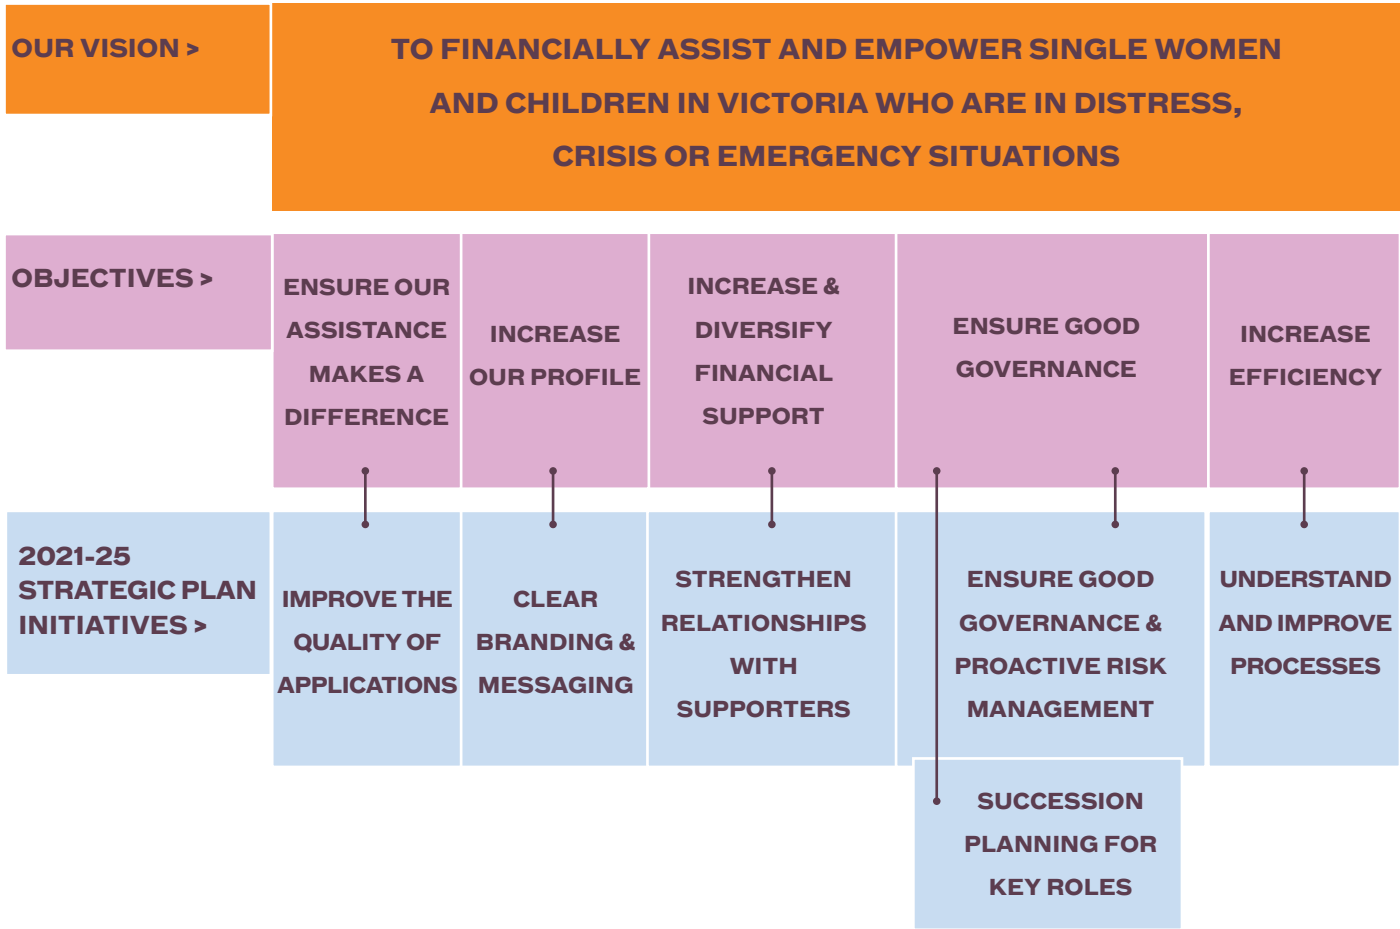 OUR VISION >
TO FINANCIALLY ASSIST AND EMPOWER SINGLE WOMEN
AND CHILDREN IN VICTORIA WHO ARE IN DISTRESS,
CRISIS OR EMERGENCY SITUATIONS
OBJECTIVES >
ENSURE OUR
ASSISTANCE
MAKES A
DIFFERENCE
INCREASE
OUR PROFILE
INCREASE &
DIVERSIFY
FINANCIAL
SUPPORT
ENSURE GOOD
GOVERNANCE
INCREASE
EFFICIENCY
2021-25
STRATEGIC PLAN
INITIATIVES >
IMPROVE THE
QUALITY OF
APPLICATIONS
CLEAR
BRANDING &
MESSAGING
STRENGTHEN
RELATIONSHIPS
WITH
SUPPORTERS
ENSURE GOOD
GOVERNANCE &
PROACTIVE RISK
MANAGEMENT
UNDERSTAND
AND IMPROVE
PROCESSES
SUCCESSION
PLANNING FOR
KEY ROLES